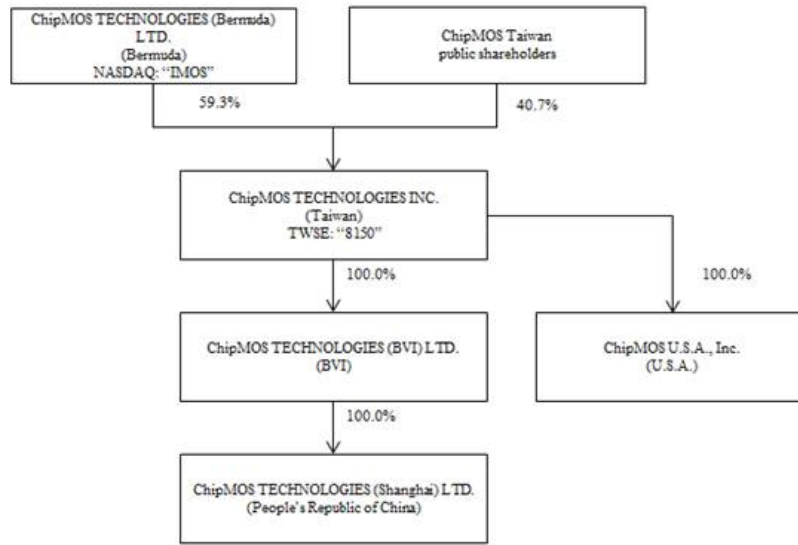 ChipMOS TECHNOLOGIES (Bermuda)
LTD.
(Bermuda)
NASDAQ: “IMOS”
ChipMOS Taiwan
public shareholders
59.3%
40.7%
ChipMOS TECHNOLOGIES INC.
(Taiwan)
TWSE: “8150”
100.0%
100.0%
ChipMOS TECHNOLOGIES (BVI) LTD.
(BVI)
ChipMOS U.S.A., Inc.
(U.S.A.)
100.0%
ChipMOS TECHNOLOGIES (Shanghai) LTD.
(People’s Republic of China)